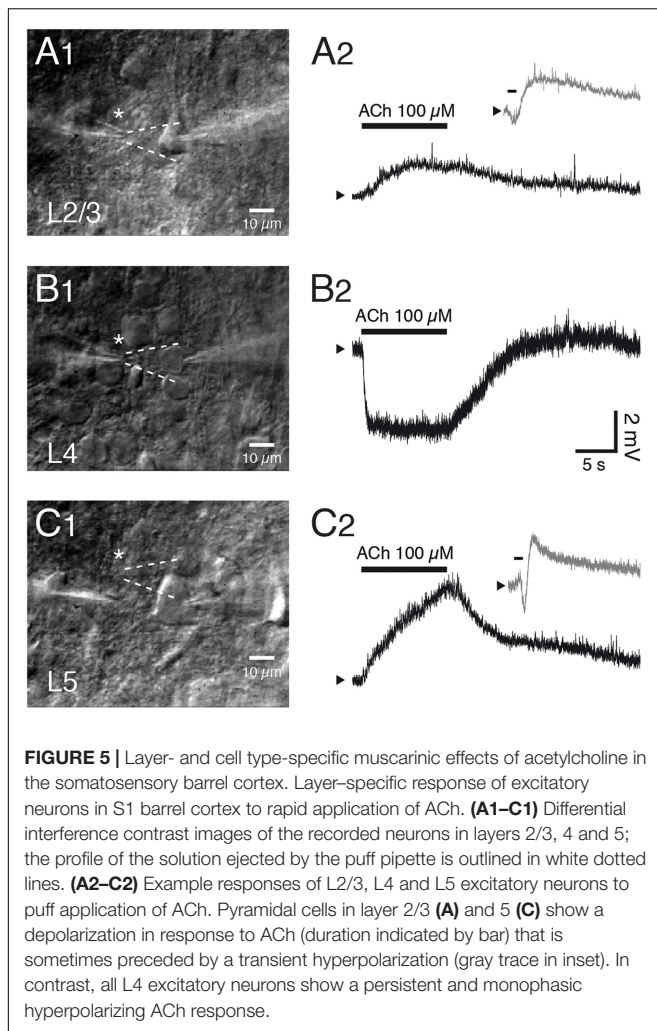 A1
*
L2/3
10 µm
A2
ACh 100 µM
B1
*
L4
10 µm
B2
ACh 100 µM
2 mV
5 s
C1
*
L5
10 µm
C2
ACh 100 µM
FIGURE 5 | Layer- and cell type-specific muscarinic effects of acetylcholine in
the somatosensory barrel cortex. Layer–specific response of excitatory
neurons in S1 barrel cortex to rapid application of ACh. (A1–C1) Differential
interference contrast images of the recorded neurons in layers 2/3, 4 and 5;
the profile of the solution ejected by the puff pipette is outlined in white dotted
lines. (A2–C2) Example responses of L2/3, L4 and L5 excitatory neurons to
puff application of ACh. Pyramidal cells in layer 2/3 (A) and 5 (C) show a
depolarization in response to ACh (duration indicated by bar) that is
sometimes preceded by a transient hyperpolarization (gray trace in inset). In
contrast, all L4 excitatory neurons show a persistent and monophasic
hyperpolarizing ACh response.